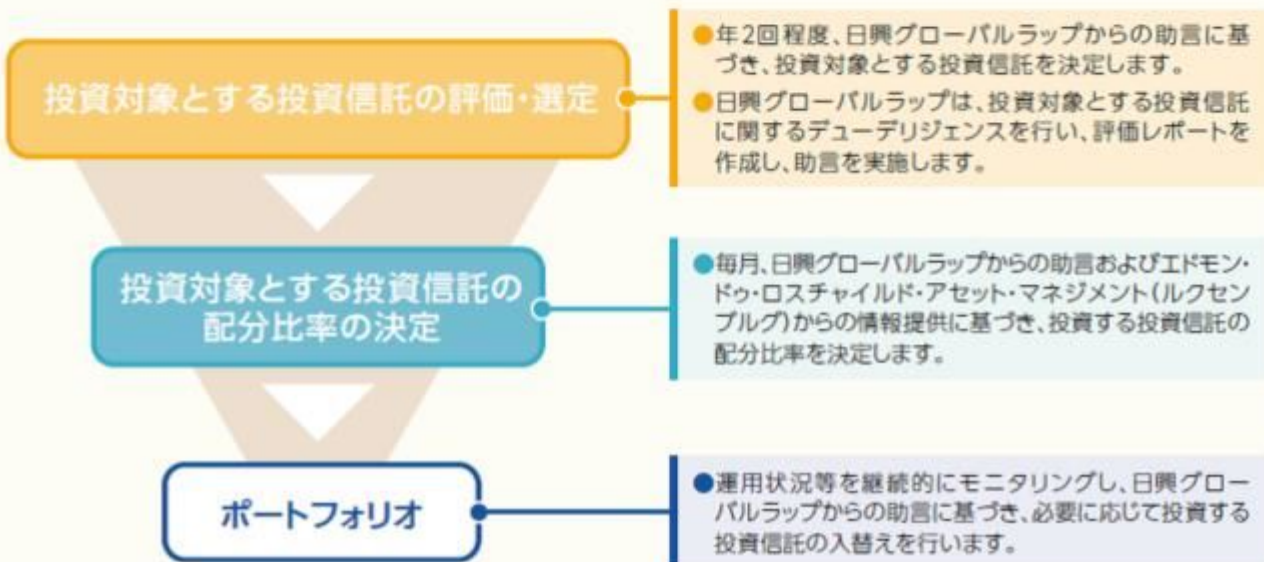 投資対象とする投資信託の評価・選定
●年2回程度、日興グローバルラップからの助言に基
づき、投資対象とする投資信託を決定します。
●日興グローバルラップは、投資対象とする投資信託
に関するデューデリジェンスを行い、評価レポートを
作成し、助言を実施します。
投資対象とする投資信託の
配分比率の決定
●毎月、日興グローバルラップからの助言およびエドモン・
ドゥ・ロスチャイルド・アセット・マネジメント(ルクセン
ブルグ)からの情報提供に基づき、投資する投資信託の
配分比率を決定します。
ポートフォリオ
●運用状況等を継続的にモニタリングし、日興グロー
バルラップからの助言に基づき、必要に応じて投資する
投資信託の入替えを行います。